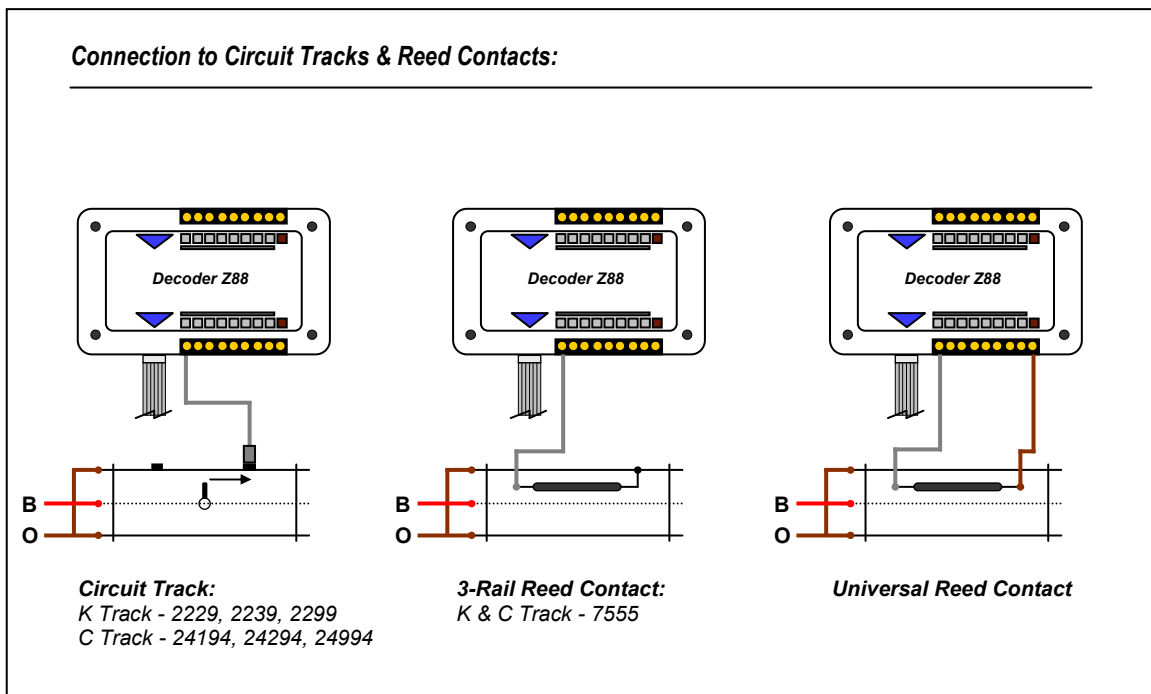 Connection to Circuit Tracks & Reed Contacts:
Decoder Z88
Decoder Z88
Decoder Z88
B
O
B
O
B
O
Circuit Track:
K Track - 2229, 2239, 2299
C Track - 24194, 24294, 24994
3-Rail Reed Contact:
K & C Track - 7555
Universal Reed Contact